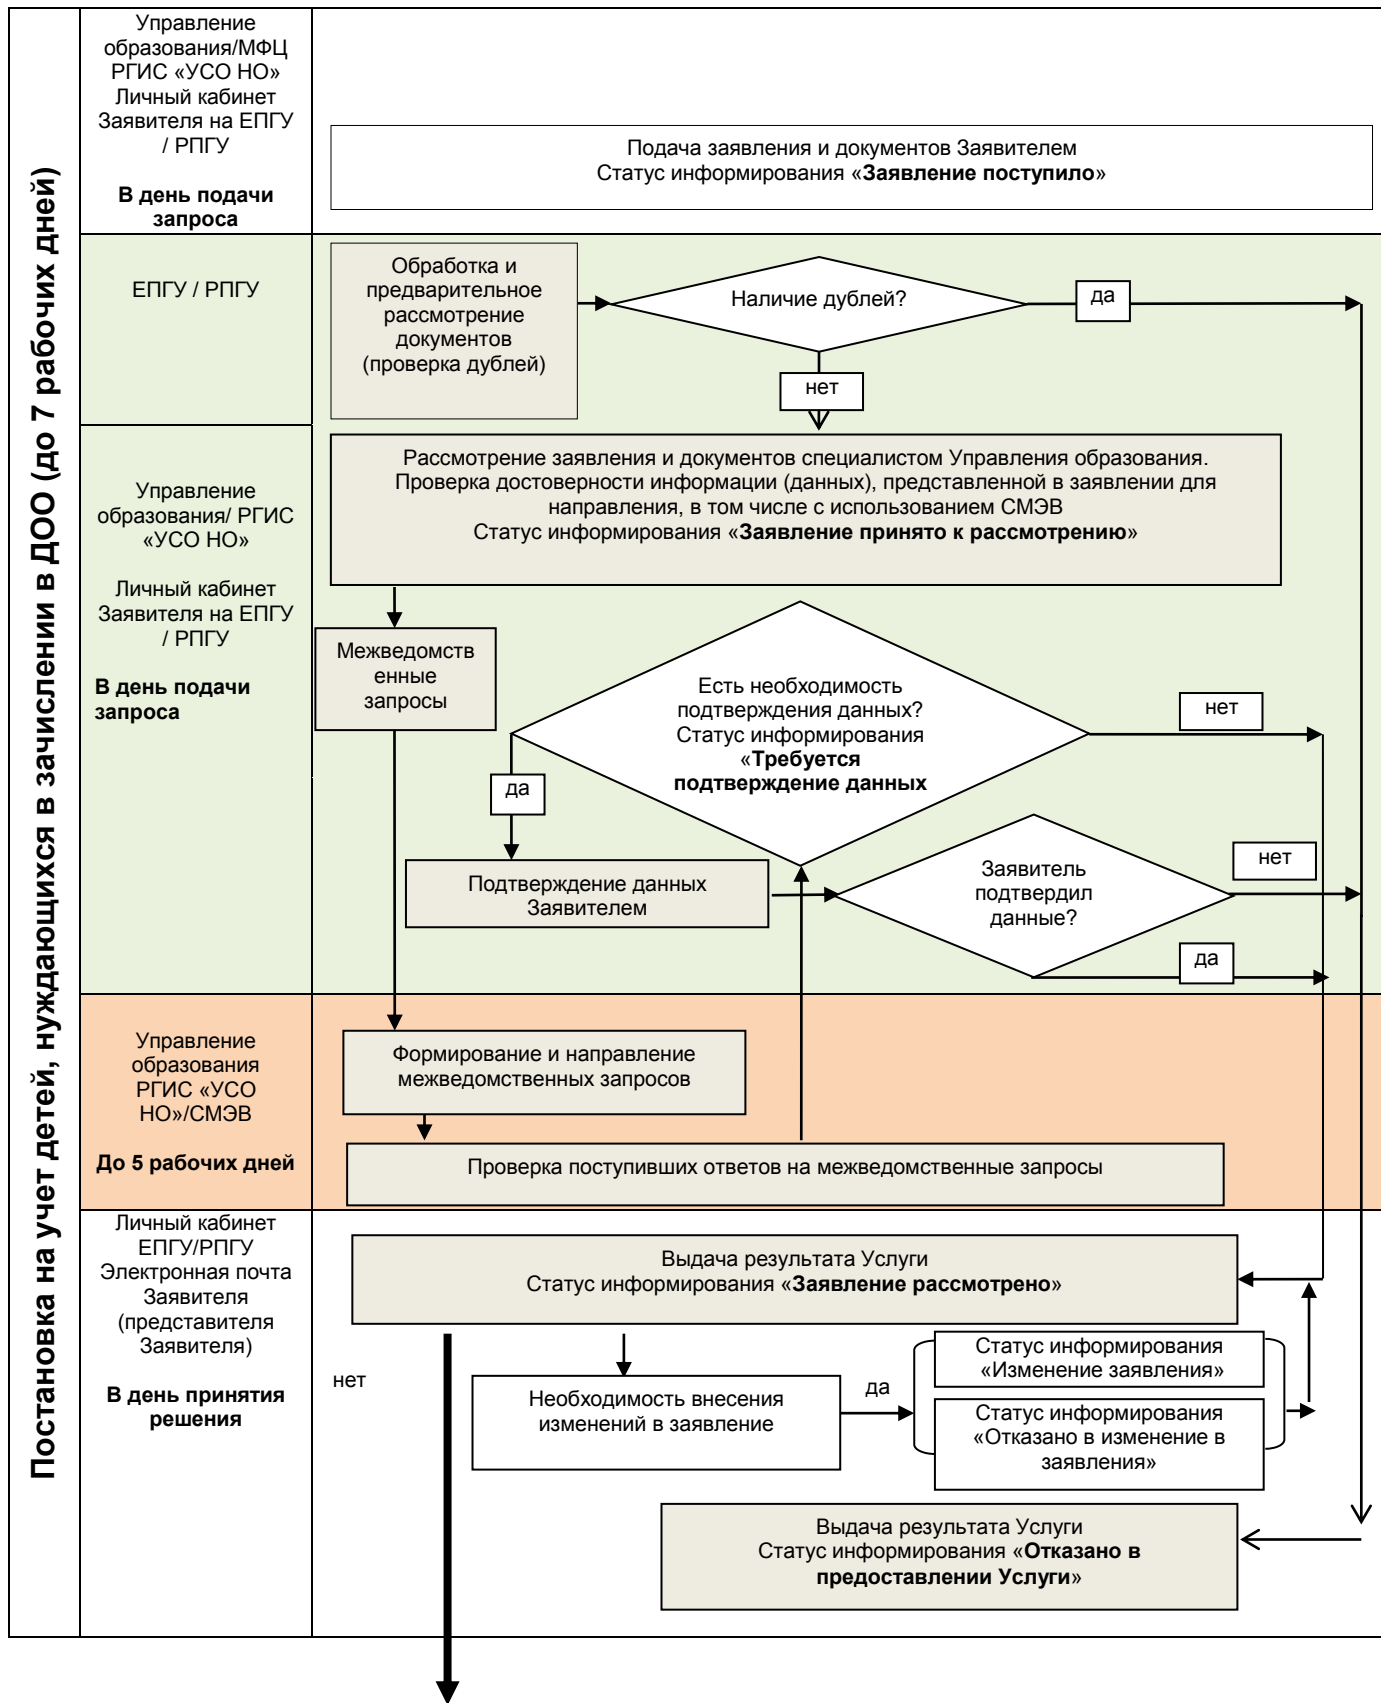 Постановка на учет детей, нуждающихся в зачислении в ДОО (до 7 рабочих дней)
Управление
образования/МФЦ
РГИС «УСО НО»
Личный кабинет
Заявителя на ЕПГУ
/ РПГУ
В день подачи
запроса
Подача заявления и документов Заявителем
Статус информирования «Заявление поступило»
ЕПГУ / РПГУ
Обработка и
предварительное
рассмотрение
документов
(проверка дублей)
Наличие дублей?
да
нет
Управление
образования/ РГИС
«УСО НО»
Личный кабинет
Заявителя на ЕПГУ
/ РПГУ
В день подачи
запроса
Рассмотрение заявления и документов специалистом Управления образования.
Проверка достоверности информации (данных), представленной в заявлении для
направления, в том числе с использованием СМЭВ
Статус информирования «Заявление принято к рассмотрению»
Межведомств
енные
запросы
Есть необходимость
подтверждения данных?
Статус информирования
«Требуется
подтверждение данных
нет
да
Подтверждение данных
Заявителем
Заявитель
подтвердил
данные?
нет
да
Управление
образования
РГИС «УСО
НО»/СМЭВ
До 5 рабочих дней
Формирование и направление
межведомственных запросов
Проверка поступивших ответов на межведомственные запросы
Личный кабинет
ЕПГУ/РПГУ
Электронная почта
Заявителя
(представителя
Заявителя)
В день принятия
решения
Выдача результата Услуги
Статус информирования «Заявление рассмотрено»
нет
Необходимость внесения
изменений в заявление
да
Статус информирования
«Изменение заявления»
Статус информирования
«Отказано в изменение в
заявления»
Выдача результата Услуги
Статус информирования «Отказано в
предоставлении Услуги»